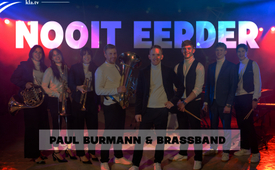 kla.tv
NOOIT EERDER
PAUL BURMANN & BRASSBAND